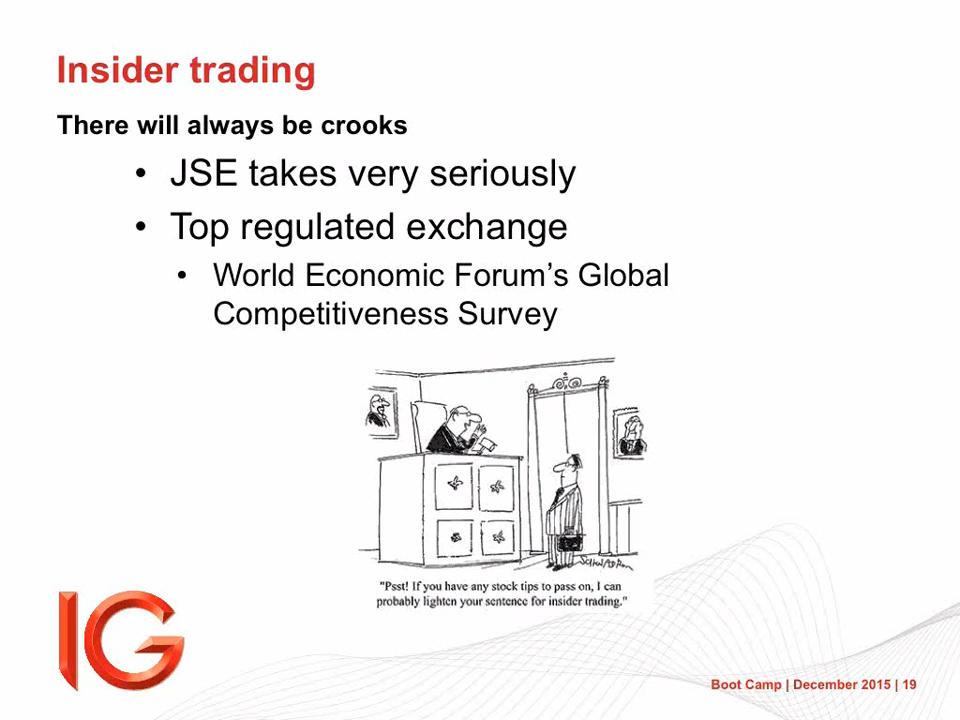 Insider trading
There will always be crooks
• JSE takes very seriously
• Top regulated exchange
• World Economic Forum’s Global
Competitiveness Survey
"Psst! If you have any stock tips to pass on, I can
probably lighten your sentence for insider trading."
IG
Boot Camp | December 2015 | 19